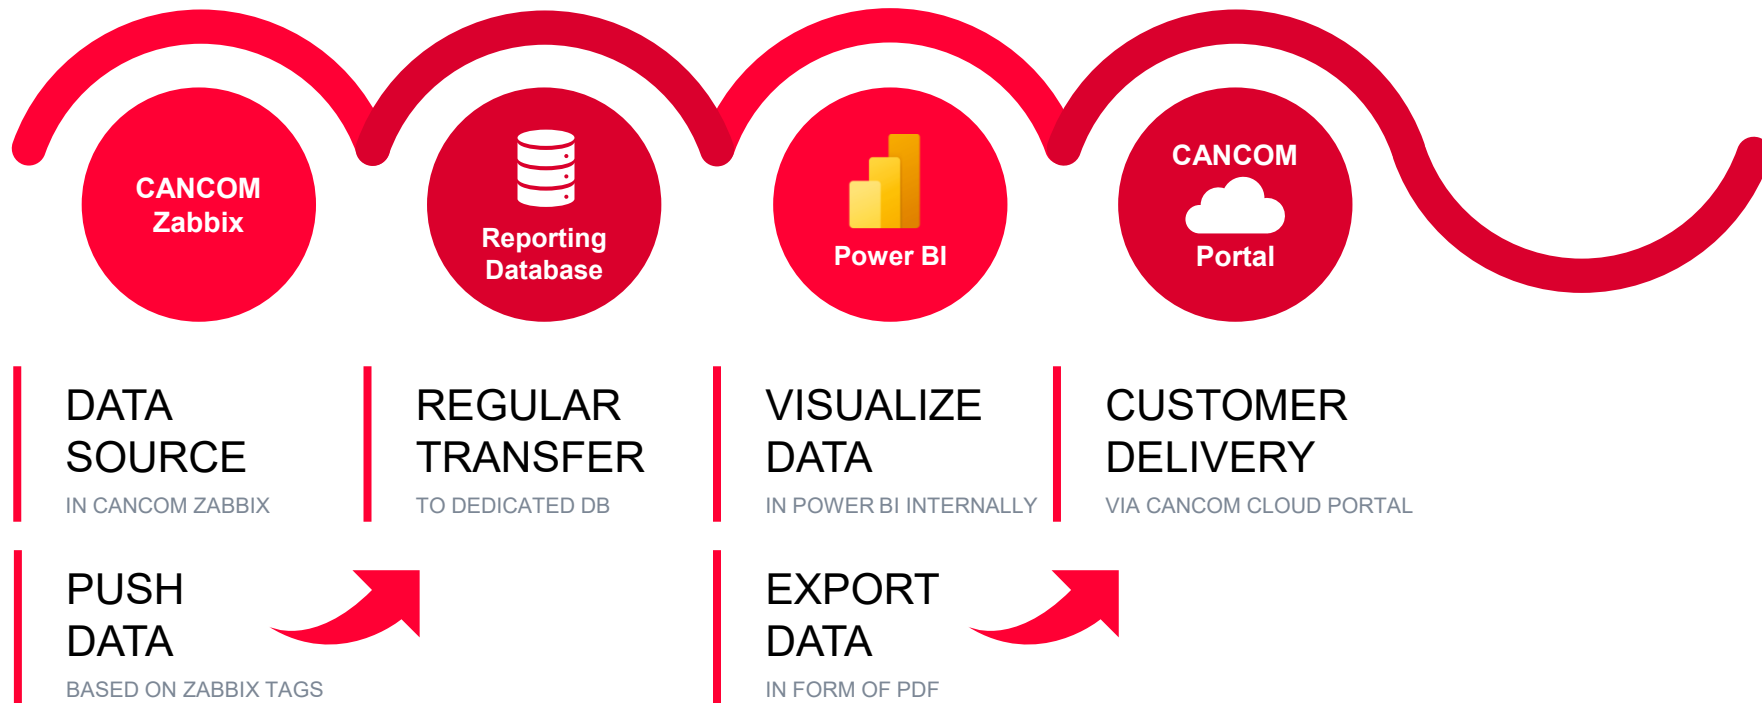 CANCOM
Zabbix
Reporting
Database
Power BI
CANCOM
Portal
DATA
SOURCE
IN CANCOM ZABBIX
REGULAR
TRANSFER
TO DEDICATED DB
VISUALIZE
DATA
IN POWER BI INTERNALLY
CUSTOMER
DELIVERY
VIA CANCOM CLOUD PORTAL
PUSH
DATA
BASED ON ZABBIX TAGS
EXPORT
DATA
IN FORM OF PDF